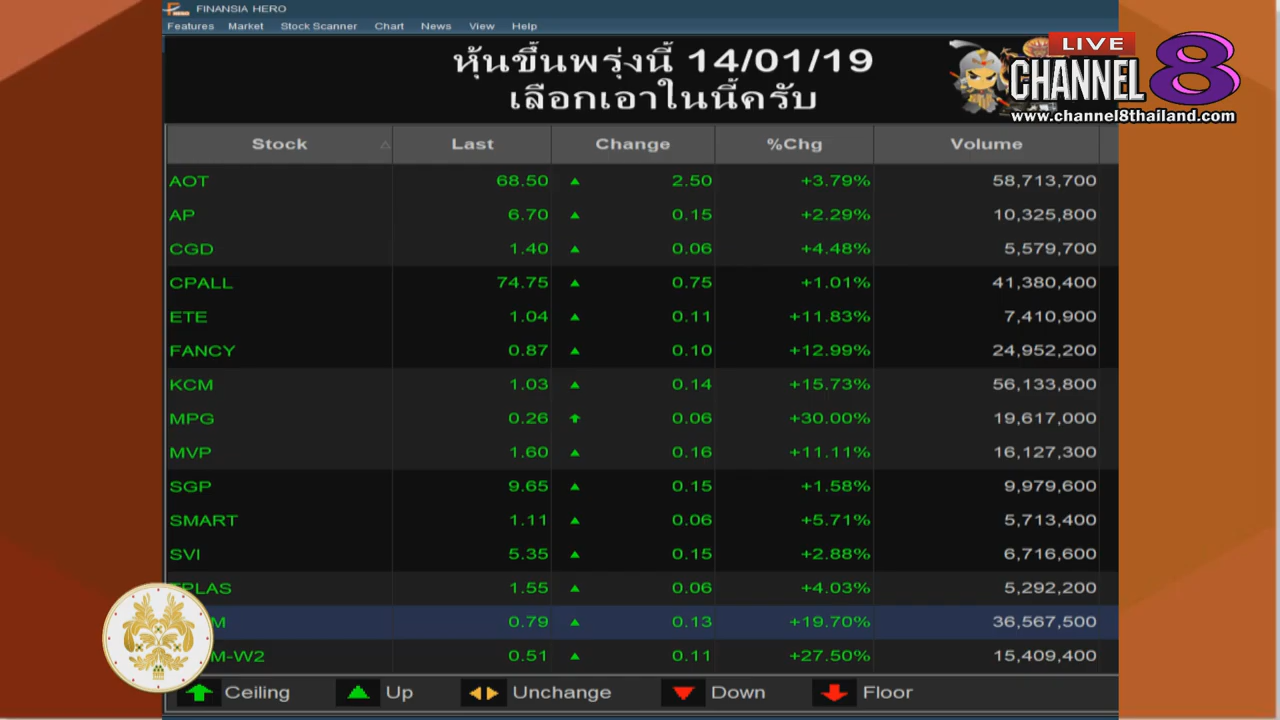 FINANSIA HERO
Features Market Stock Scanner Chart News View Help
หุ้นขึ้นพรุ่งนี้ 14/01/19
เลือกเอาในนี้ครับ
LIVE
CHANNEL 8
www.channel8thailand.com
Stock Last Change %Chg Volume
AOT 68.50 2.50 +3.79% 58,713,700
AP 6.70 0.15 +2.29% 10,325,800
CGD 1.40 0.06 +4.48% 5,579,700
CPALL 74.75 0.75 +1.01% 41,380,400
ETE 1.04 0.11 +11.83% 7,410,900
FANCY 0.87 0.10 +12.99% 24,952,200
KCM 1.03 0.14 +15.73% 56,133,800
MPG 0.26 0.06 +30.00% 19,617,000
MVP 1.60 0.16 +11.11% 16,127,300
SGP 9.65 0.15 +1.58% 9,979,600
SMART 1.11 0.06 +5.71% 5,713,400
SVI 5.35 0.15 +2.88% 6,716,600
TPLAS 1.55 0.06 +4.03% 5,292,200
M 0.79 0.13 +19.70% 36,567,500
M-W2 0.51 0.11 +27.50% 15,409,400
Ceiling Up Unchange Down Floor